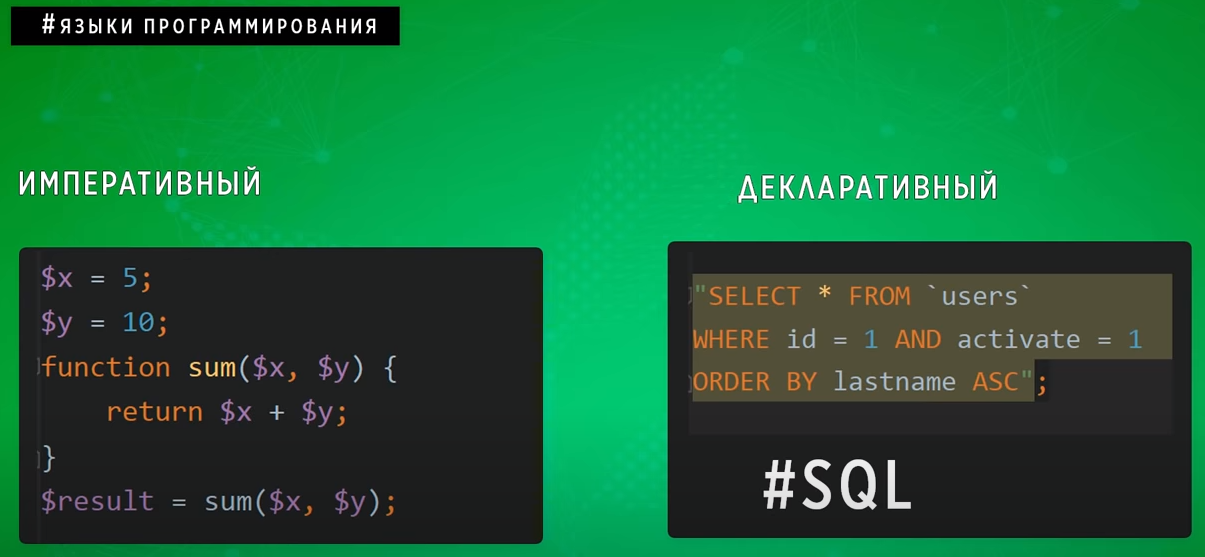 #ЯЗЫКИ ПРОГРАММИРОВАНИЯ
ИМПЕРАТИВНЫЙ
$x = 5;
$y = 10;
function sum($x, $y) {
    return $x + $y;
}
$result = sum($x, $y);
ДЕКЛАРАТИВНЫЙ
"SELECT * FROM `users`
WHERE id = 1 AND activate = 1
ORDER BY lastname ASC";
#SQL